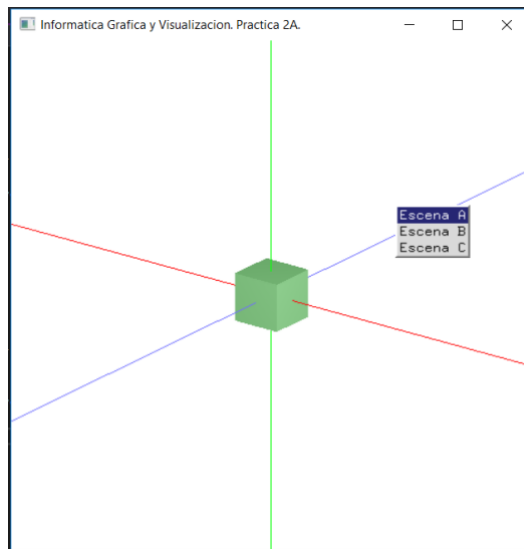 Informatica Grafica y Visualizacion. Practica 2A.
Escena A
Escena B
Escena C